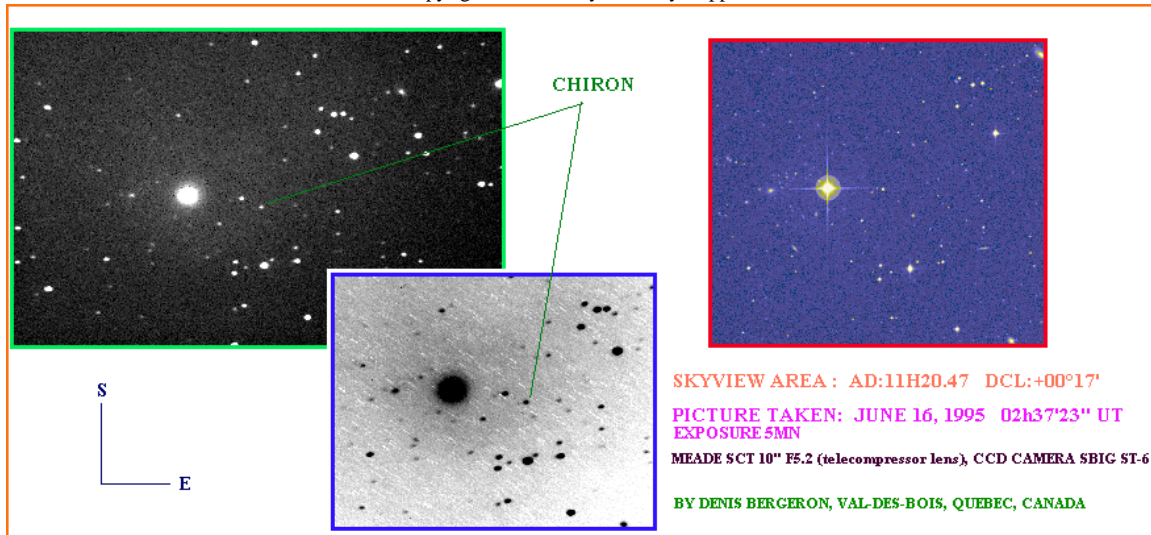 CHIRON
S
E
SKYVIEW AREA : AD:11H20.47 DCL:+00°17'
PICTURE TAKEN: JUNE 16, 1995 02h37'23" UT
EXPOSURE 5MN
MEADE SCT 10" F5.2 (telecompressor lens), CCD CAMERA SBIG ST-6
BY DENIS BERGERON, VAL-DES-BOIS, QUEBEC, CANADA